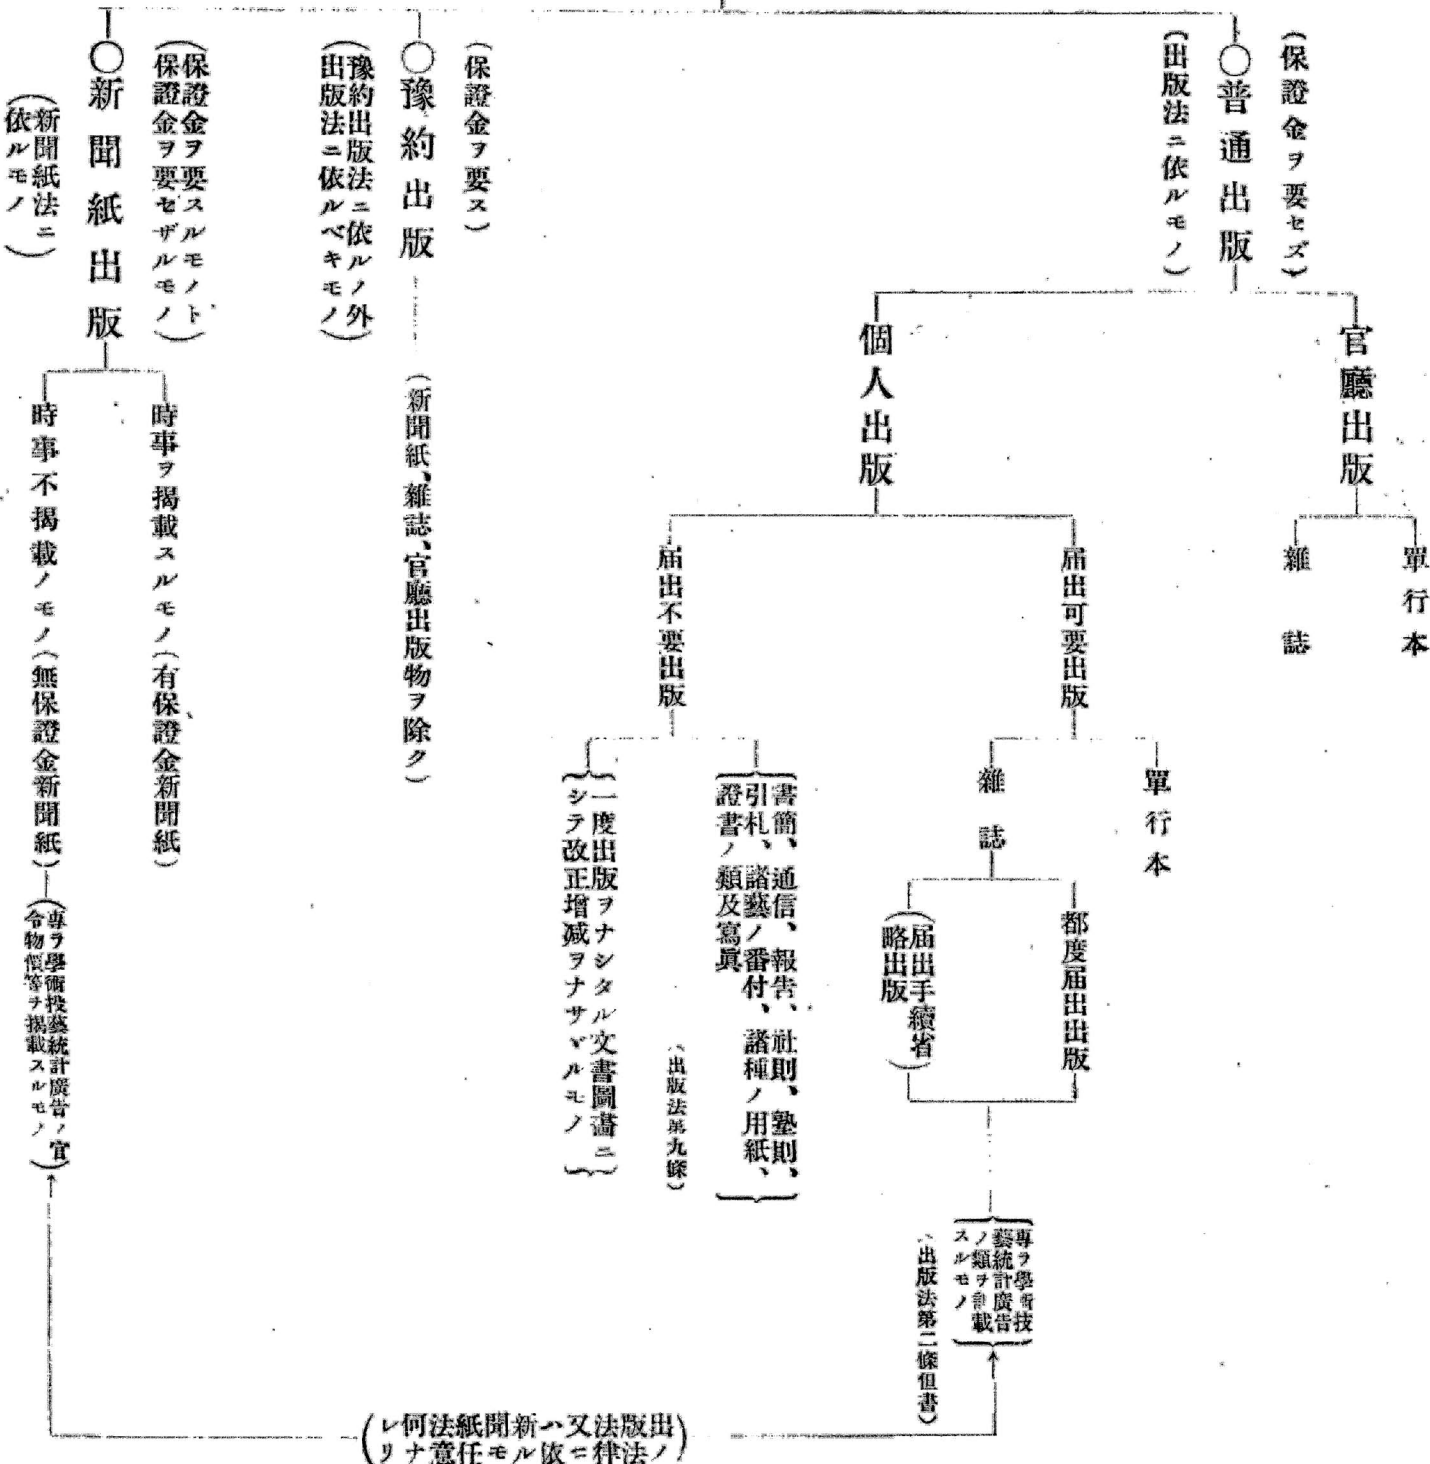 (保證金ヲ要セズ)
○普通出版
(出版法ニ依ルモノ)
官廳出版
單行本
雜誌
個人出版
届出可要出版
單行本
雜誌
都度届出出版
(届出手續省
略出版)
專ラ學術技
藝統計廣告
ノ類ヲ記載
スルモノ
(出版法第二條但書)
届出不要出版
書簡、通信、報告、社則、塾則、
引札、諸藝ノ番付、諸種ノ用紙、
證書ノ類及寫眞
(出版法第九條)
一度出版ヲナシタル文書圖畵ニ
シテ改正增减ヲナサヾルモノ
(保證金ヲ要ス)
○豫約出版
(豫約出版法ニ依ルノ外
出版法ニ依ルベキモノ)
(新聞紙、雜誌、官廳出版物ヲ除ク)
(保證金ヲ要スルモノト
保證金ヲ要セザルモノ)
○新聞紙出版
(新聞紙法ニ
依ルモノ)
時事ヲ揭載スルモノ(有保證金新聞紙)
時事不揭載ノモノ(無保證金新聞紙)
(專ラ學術技藝統計廣告ノ官
令物價等ヲ揭載スルモノ)
(出版法又ハ新聞紙法何レ
ノ法律ニ依ルモ任意ナリ)